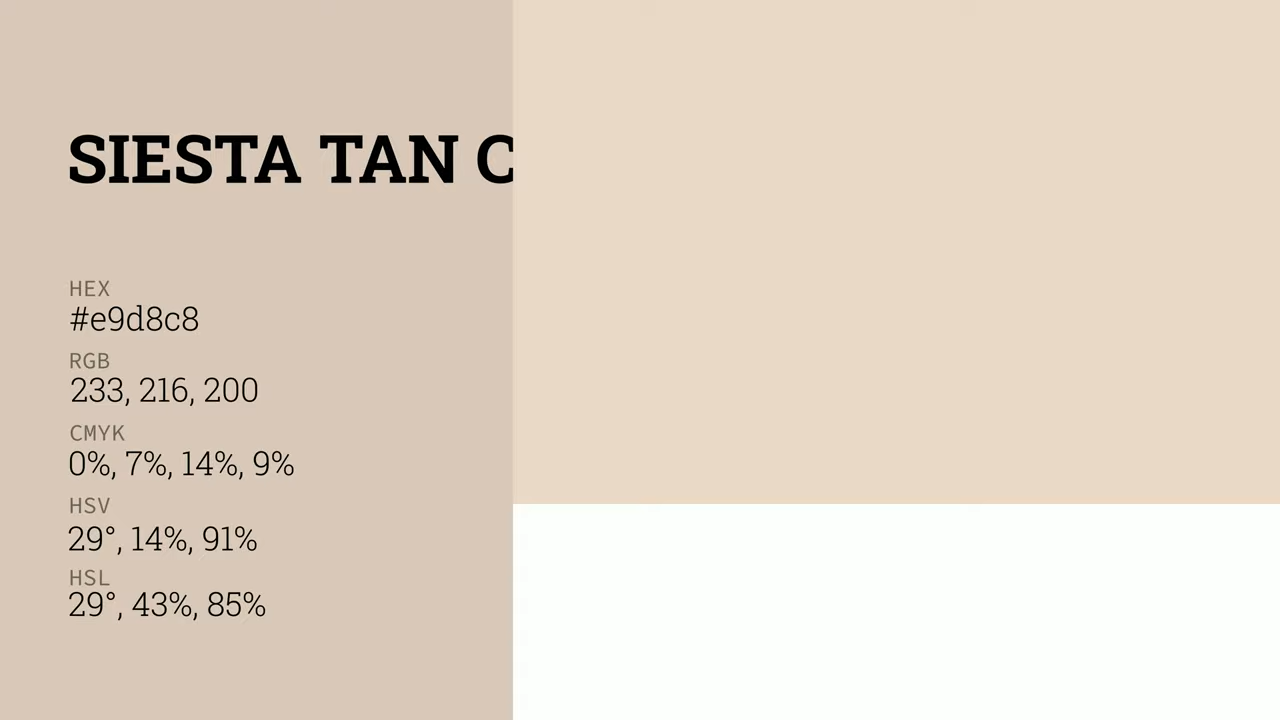 SIESTA TAN C
HEX
#e9d8c8
RGB
233, 216, 200
CMYK
0%, 7%, 14%, 9%
HSV
29°, 14%, 91%
HSL
29°, 43%, 85%